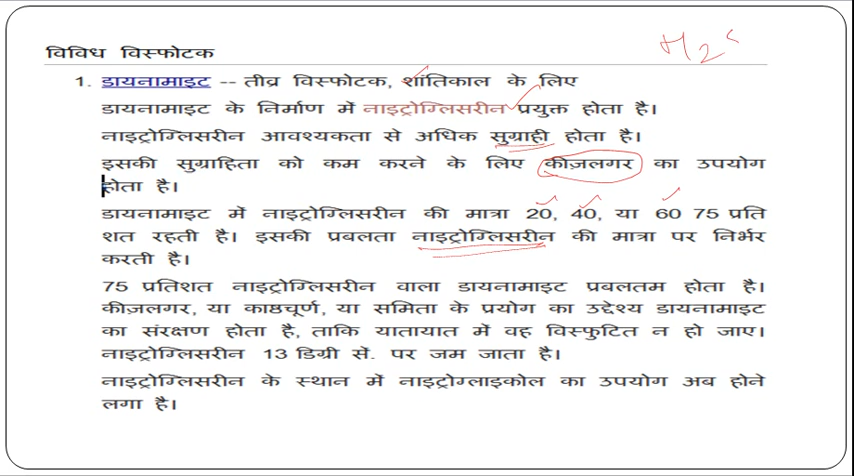 विविध विस्फोटक
H2
1. डायनामाइट -- तीव्र विस्फोटक, शांतिकाल के लिए
डायनामाइट के निर्माण में नाइट्रोग्लिसरीन प्रयुक्त होता है।
नाइट्रोग्लिसरीन आवश्यकता से अधिक सुग्राही होता है।
इसकी सुग्राहिता को कम करने के लिए कीज़लगर का उपयोग
होता है।
डायनामाइट में नाइट्रोग्लिसरीन की मात्रा 20, 40, या 60 75 प्रति
शत रहती है। इसकी प्रबलता नाइट्रोग्लिसरीन की मात्रा पर निर्भर
करती है।
75 प्रतिशत नाइट्रोग्लिसरीन वाला डायनामाइट प्रबलतम होता है।
कीज़लगर, या काष्ठचूर्ण, या समिता के प्रयोग का उद्देश्य डायनामाइट
का संरक्षण होता है, ताकि यातायात में वह विस्फुटित न हो जाए।
नाइट्रोग्लिसरीन 13 डिग्री सें. पर जम जाता है।
नाइट्रोग्लिसरीन के स्थान में नाइट्रोग्लाइकोल का उपयोग अब होने
लगा है।